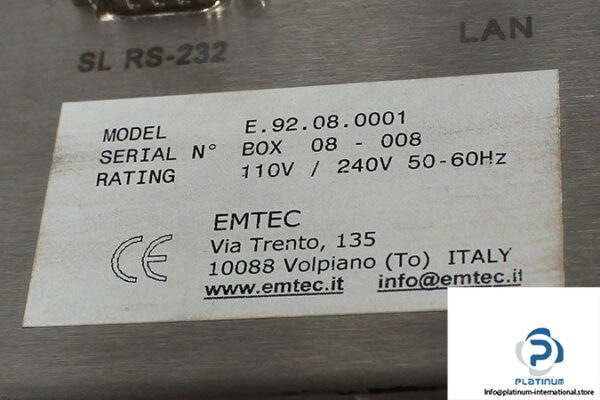 SL RS-232
LAN
MODEL E.92.08.0001
SERIAL N° BOX 08 - 008
RATING 110V / 240V 50-60Hz
EMTEC
CE
Via Trento, 135
10088 Volpiano (To) ITALY
www.emtec.it info@emtec.it
PLATINUM
Info@platinum-international.store